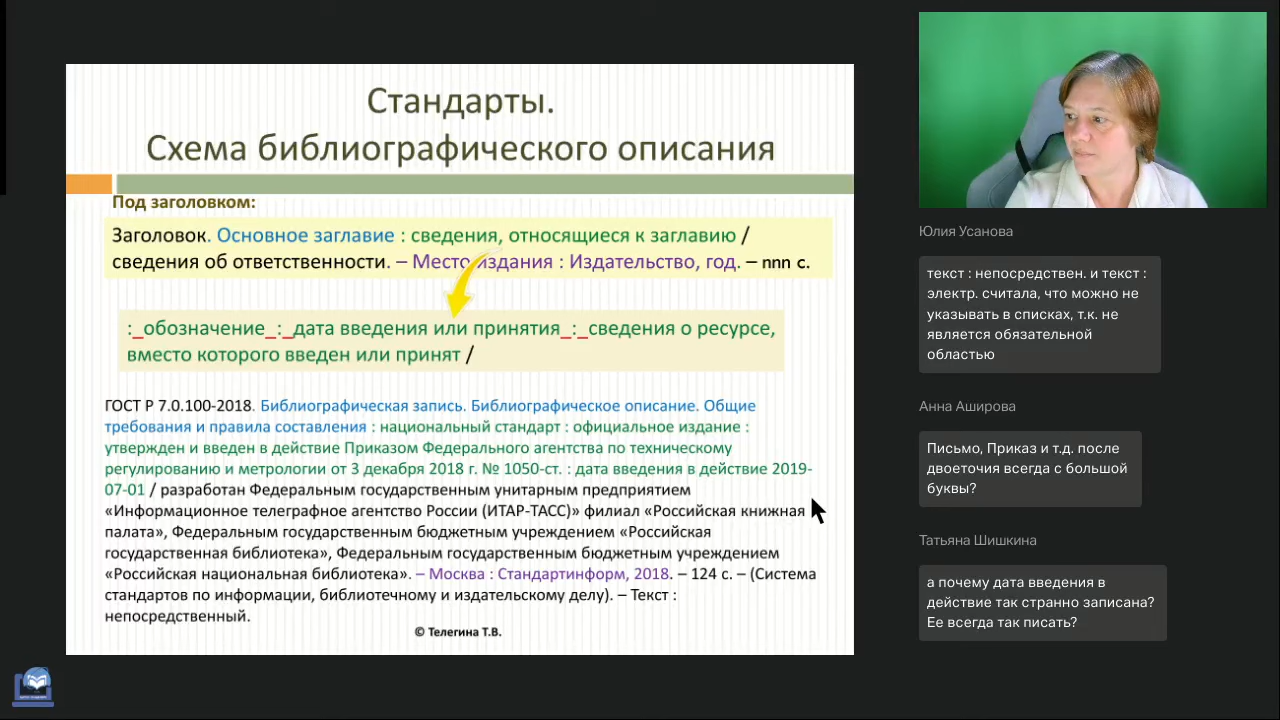 Стандарты.
Схема библиографического описания
Под заголовком:
Заголовок. Основное заглавие : сведения, относящиеся к заглавию /
сведения об ответственности. – Место издания : Издательство, год. – nnn с.
:_обозначение_:_дата введения или принятия_:_сведения о ресурсе,
вместо которого введен или принят /
ГОСТ Р 7.0.100-2018. Библиографическая запись. Библиографическое описание. Общие
требования и правила составления : национальный стандарт : официальное издание :
утвержден и введен в действие Приказом Федерального агентства по техническому
регулированию и метрологии от 3 декабря 2018 г. № 1050-ст. : дата введения в действие 2019-
07-01 / разработан Федеральным государственным унитарным предприятием
«Информационное телеграфное агентство России (ИТАР-ТАСС)» филиал «Российская книжная
палата», Федеральным государственным бюджетным учреждением «Российская
государственная библиотека», Федеральным государственным бюджетным учреждением
«Российская национальная библиотека». – Москва : Стандартинформ, 2018. – 124 с. – (Система
стандартов по информации, библиотечному и издательскому делу). – Текст :
непосредственный.
© Телегина Т.В.
Юлия Усанова
текст : непосредствен. и текст :
электр. считала, что можно не
указывать в списках, т.к. не
является обязательной
областью
Анна Аширова
Письмо, Приказ и т.д. после
двоеточия всегда с большой
буквы?
Татьяна Шишкина
а почему дата введения в
действие так странно записана?
Ее всегда так писать?